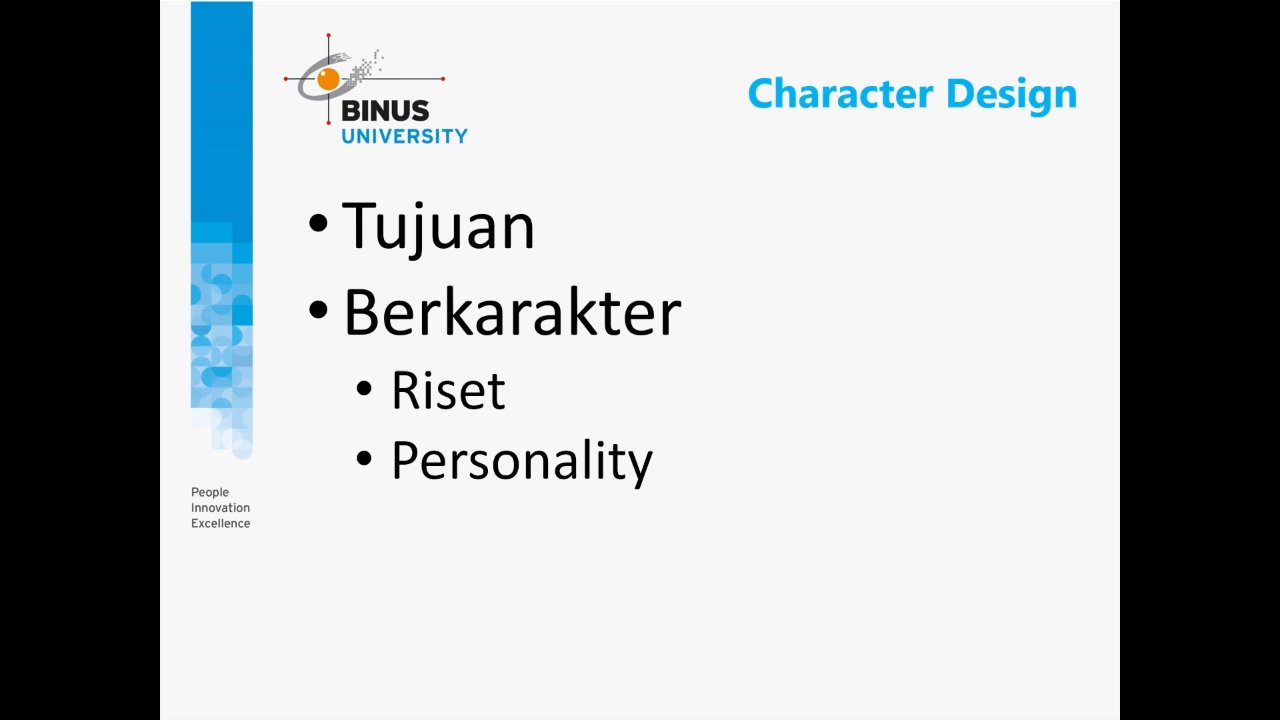 BINUS
UNIVERSITY
Character Design
• Tujuan
• Berkarakter
• Riset
• Personality
People
Innovation
Excellence